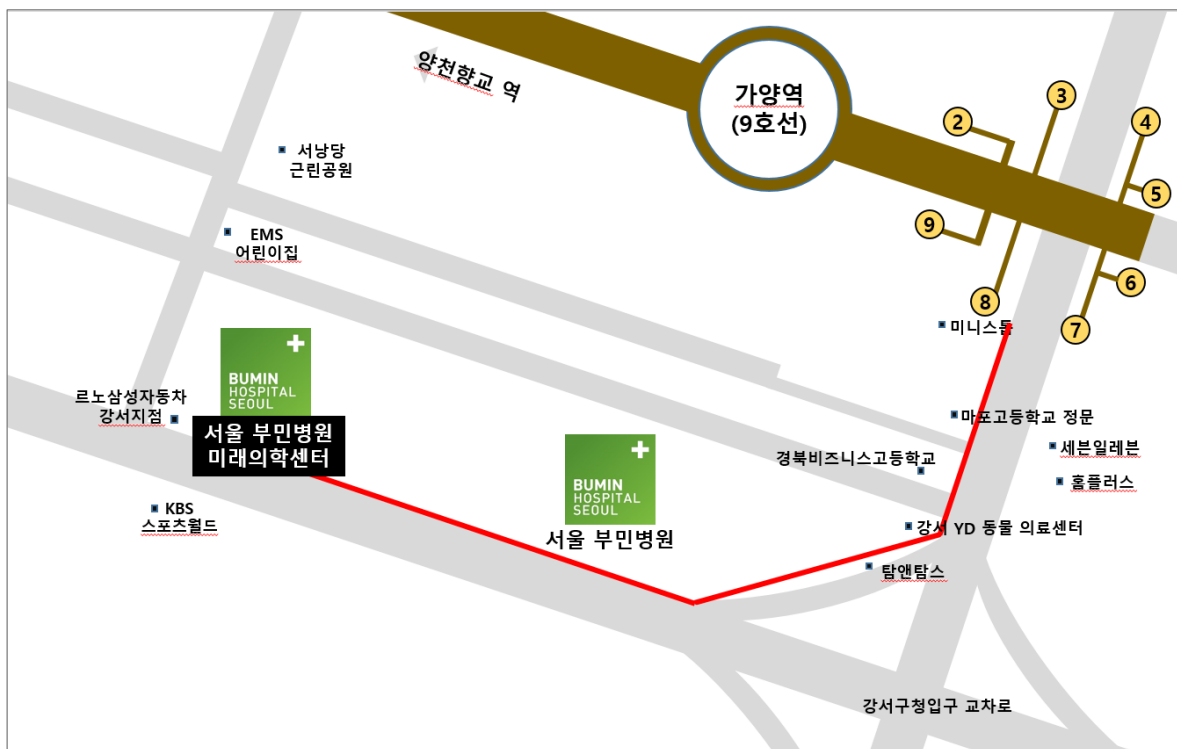 양천향교 역
가양역
(9호선)
2
3
4
5
9
6
8
7
서낭당
근린공원
EMS
어린이집
미니스톱
BUMIN
HOSPITAL
SEOUL
르노삼성자동차
강서지점
서울 부민병원
미래의학센터
마포고등학교 정문
세븐일레븐
경북비즈니스고등학교
홈플러스
BUMIN
HOSPITAL
SEOUL
서울 부민병원
KBS
스포츠월드
강서 YD 동물 의료센터
탐앤탐스
강서구청입구 교차로